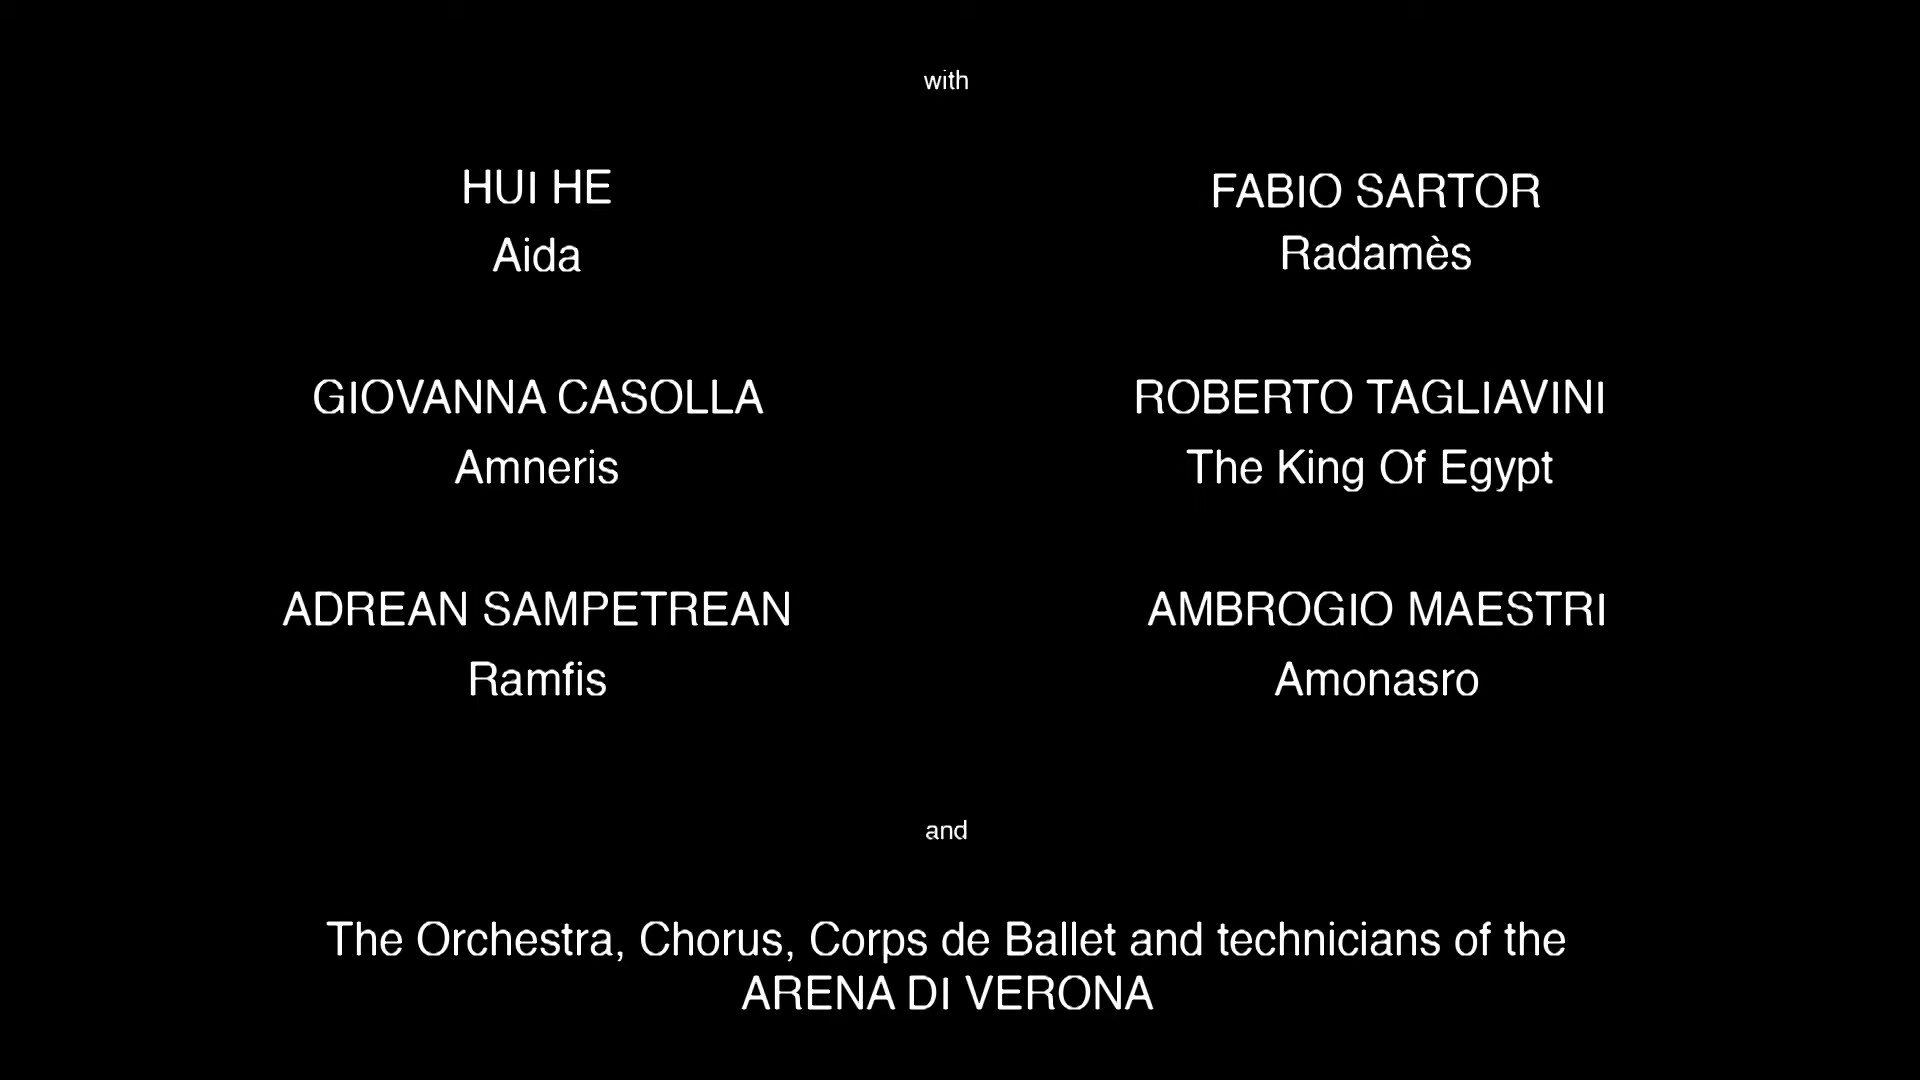 with
HUI HE
Aida
FABIO SARTOR
Radamès
GIOVANNA CASOLLA
Amneris
ROBERTO TAGLIAVINI
The King Of Egypt
ADREAN SAMPETREAN
Ramfis
AMBROGIO MAESTRI
Amonasro
and
The Orchestra, Chorus, Corps de Ballet and technicians of the
ARENA DI VERONA